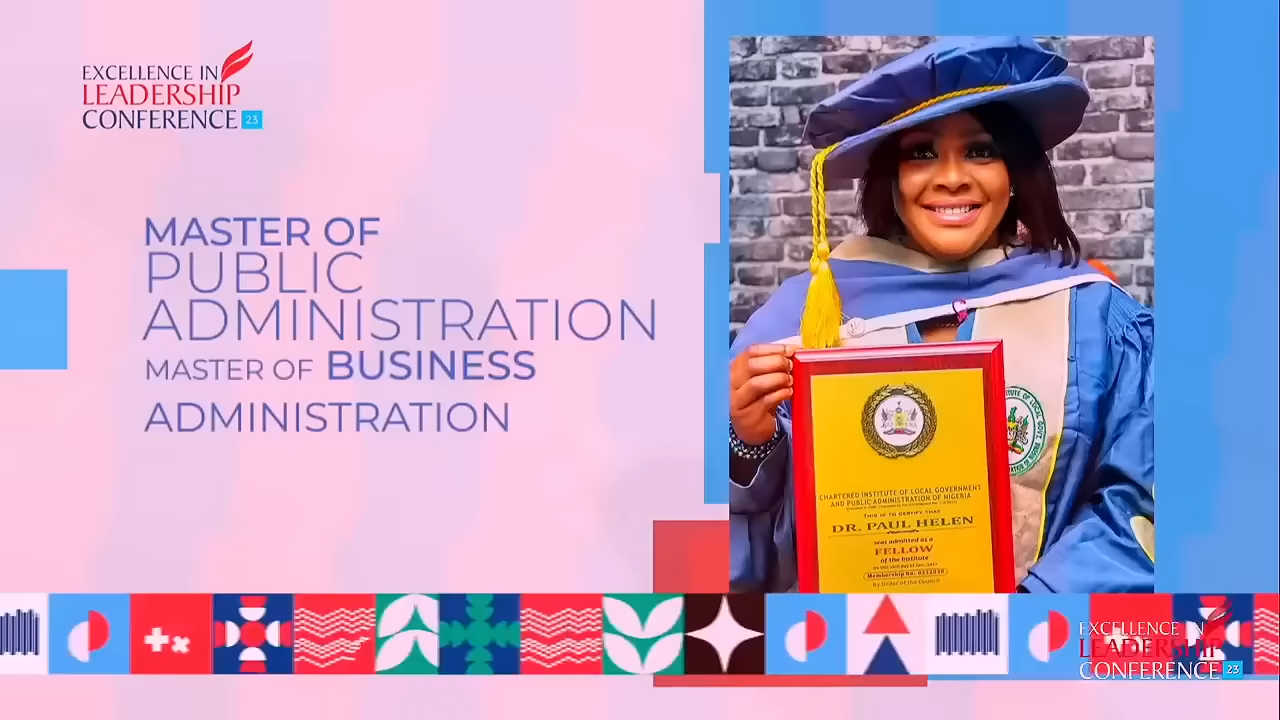 EXCELLENCE IN
LEADERSHIP
CONFERENCE 23
MASTER OF
PUBLIC
ADMINISTRATION
MASTER OF BUSINESS
ADMINISTRATION
CHARTERED INSTITUTE OF LOCAL GOVERNMENT
AND PUBLIC ADMINISTRATION OF NIGERIA
THIS IS TO CERTIFY THAT
DR. PAUL HELEN
was admitted as a
FELLOW
of the Institute
By Order of the Council
EXCELLENCE IN
LEADERSHIP
CONFERENCE 23